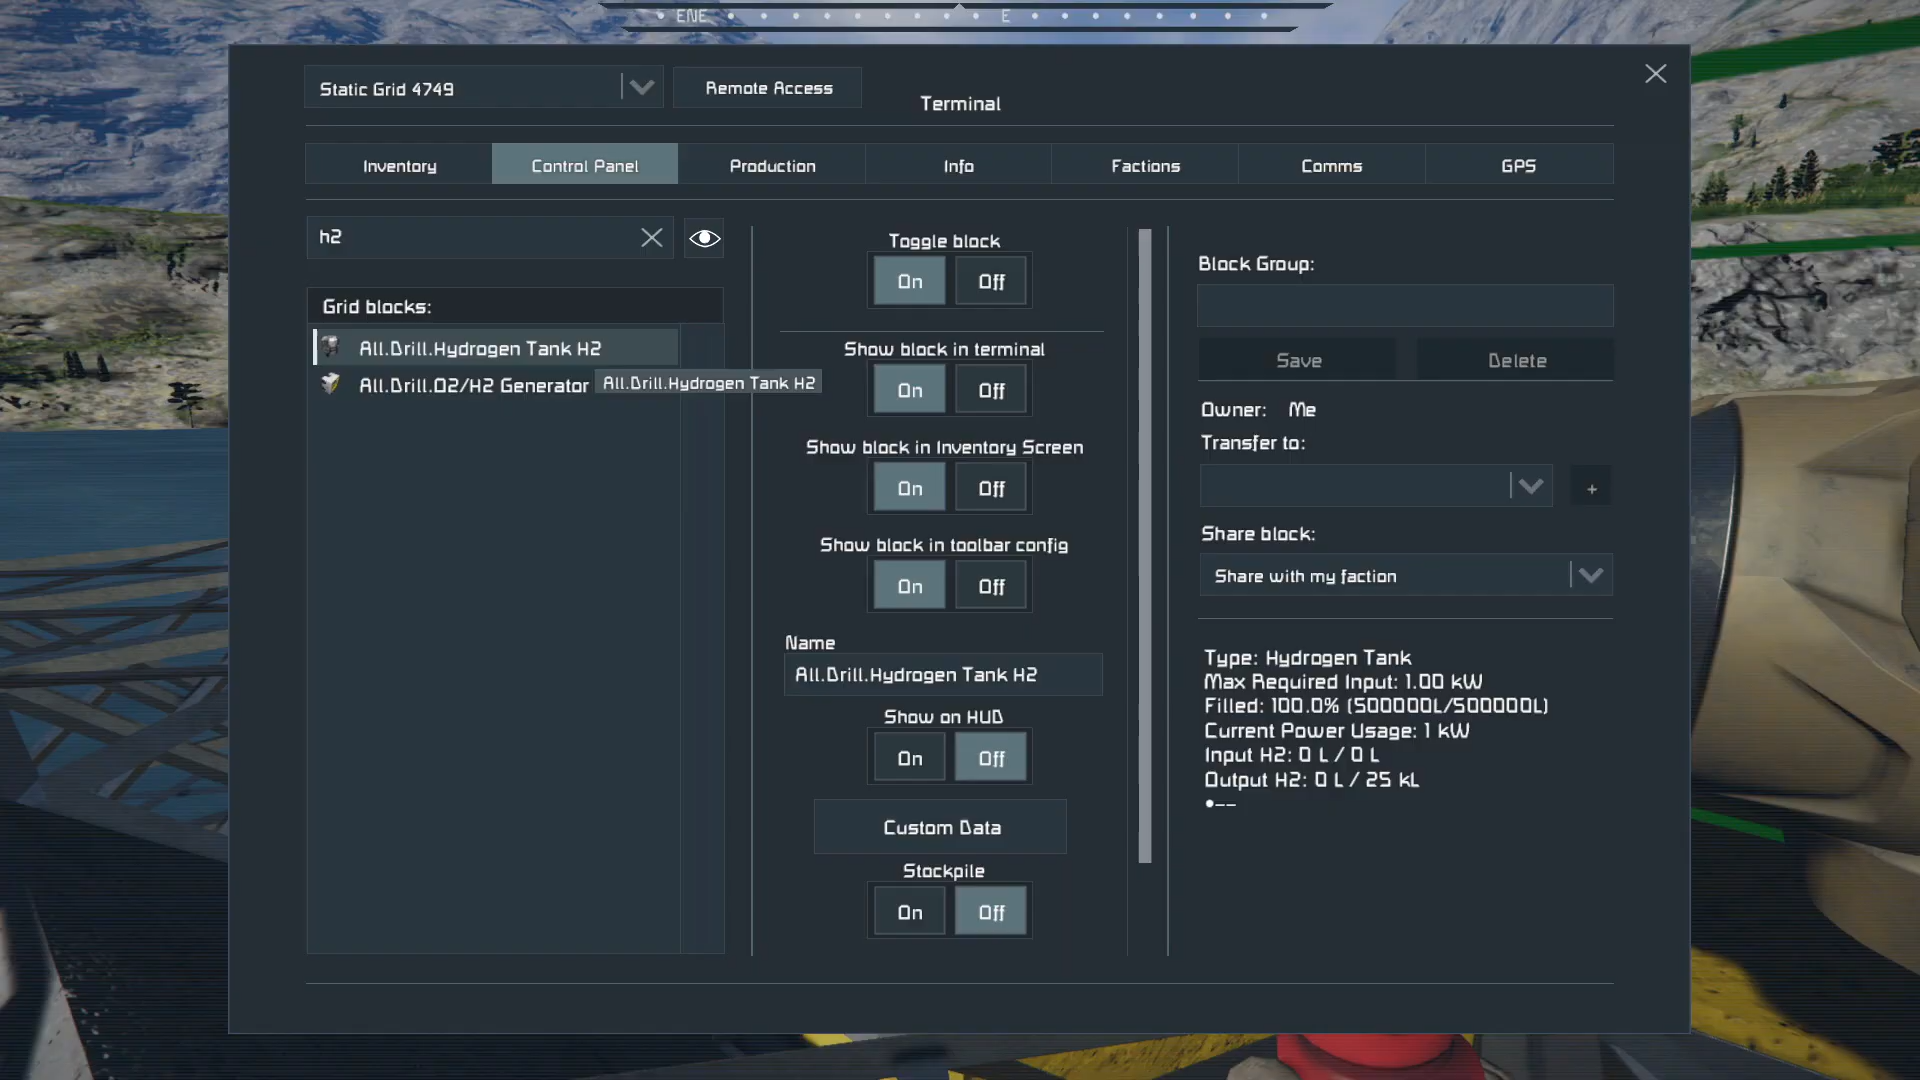 ENE E
Static Grid 4749
Remote Access
Terminal
Inventory
Control Panel
Production
Info
Factions
Comms
GPS
h2
Grid blocks:
All.Drill.Hydrogen Tank H2
All.Drill.O2/H2 Generator
All.Drill.Hydrogen Tank H2
Toggle block
On Off
Show block in terminal
On Off
Show block in Inventory Screen
On Off
Show block in toolbar config
On Off
Name
All.Drill.Hydrogen Tank H2
Show on HUD
On Off
Custom Data
Stockpile
On Off
Block Group:
Save Delete
Owner: Me
Transfer to:
+
Share block:
Share with my faction
Type: Hydrogen Tank
Max Required Input: 1.00 kW
Filled: 100.0% (500000L/500000L)
Current Power Usage: 1 kW
Input H2: 0 L / 0 L
Output H2: 0 L / 25 kL
•--